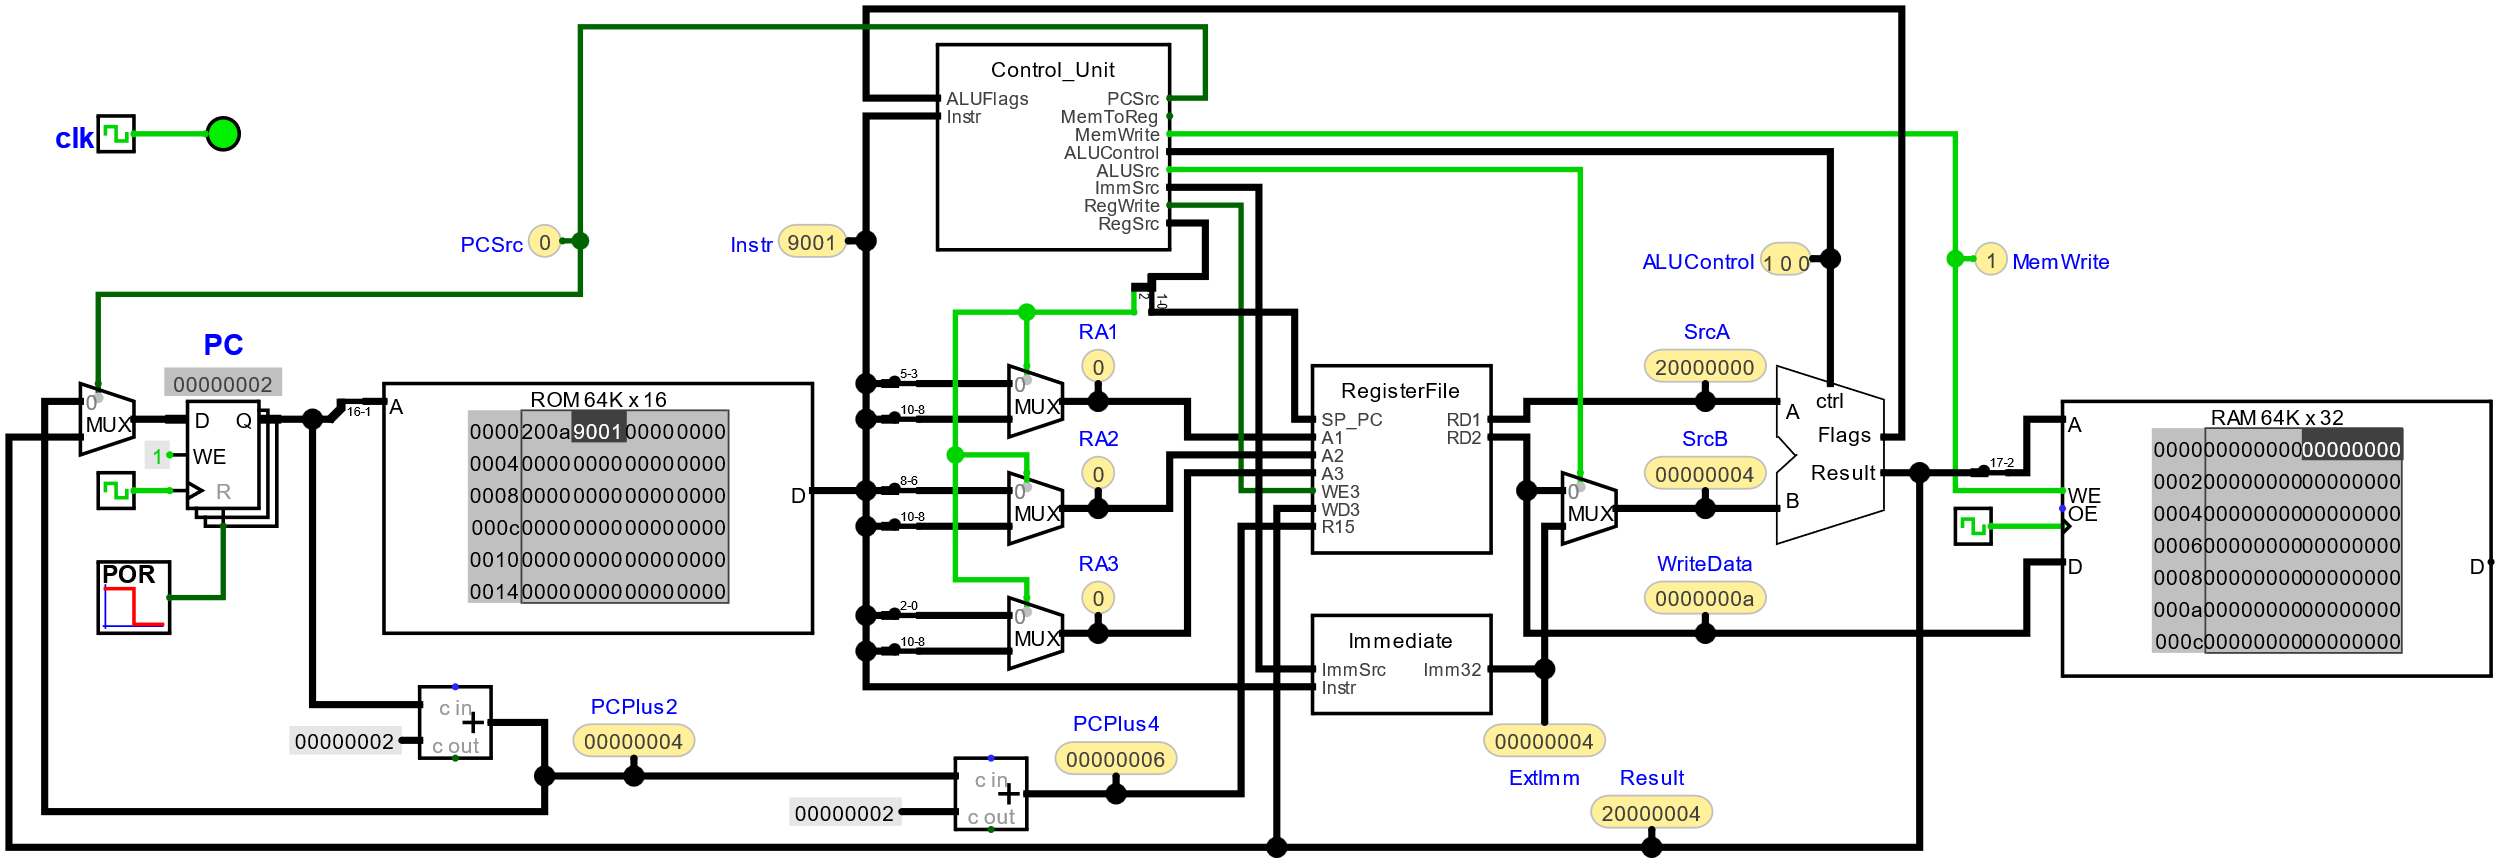 Control_Unit
ALUFlags
Instr
PCSrc
MemToReg
MemWrite
ALUControl
ALUSrc
ImmSrc
RegWrite
RegSrc
clk
PCSrc 0
Instr 9001
ALUControl 1 0 0
1 MemWrite
2
1-0
PC
00000002
0
MUX
D Q
WE
R
1
16-1
POR
A
ROM 64K x 16
0000 200a 9001 0000 0000
0004 0000 0000 0000 0000
0008 0000 0000 0000 0000
000c 0000 0000 0000 0000
0010 0000 0000 0000 0000
0014 0000 0000 0000 0000
D
5-3
10-8
0
MUX
RA1
0
8-6
10-8
0
MUX
RA2
0
2-0
10-8
0
MUX
RA3
0
RegisterFile
SP_PC
A1
A2
A3
WE3
WD3
R15
RD1
RD2
Immediate
ImmSrc
Instr
Imm32
SrcA
20000000
SrcB
00000004
WriteData
0000000a
0
MUX
A
B
ctrl
Flags
Result
17-2
A
WE
OE
D
RAM 64K x 32
0000 00000000 00000000
0002 00000000 00000000
0004 00000000 00000000
0006 00000000 00000000
0008 00000000 00000000
000a 00000000 00000000
000c 00000000 00000000
D
00000002
c in
+
c out
PCPlus2
00000004
00000002
c in
+
c out
PCPlus4
00000006
00000004
ExtImm
Result
20000004